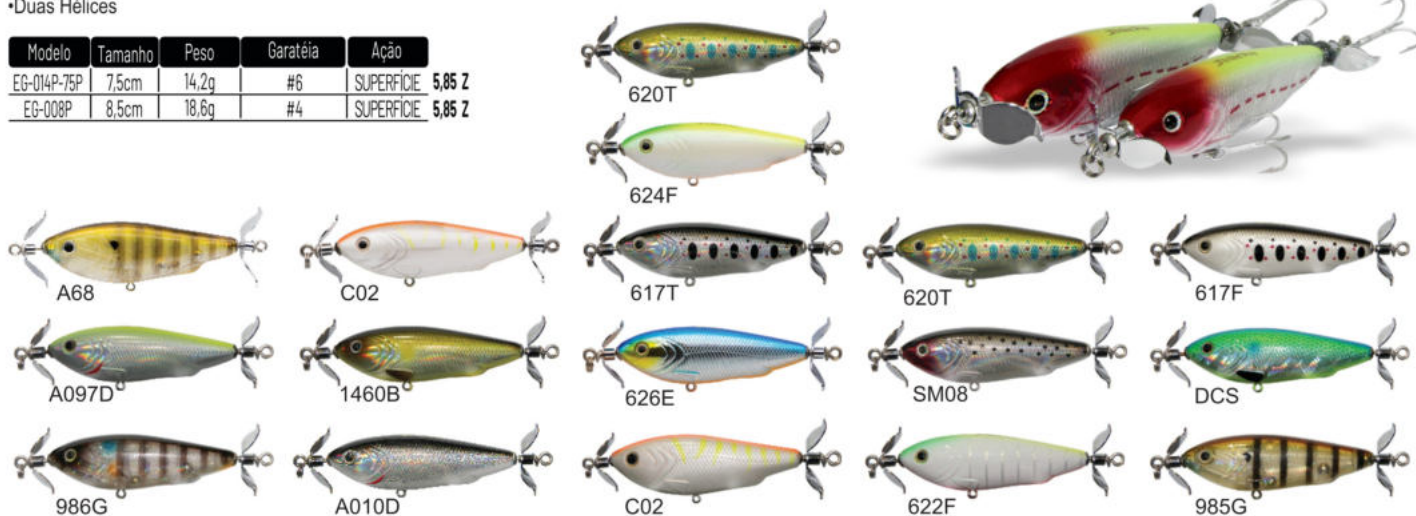 •Duas Hélices
Modelo Tamanho Peso Garatéia Ação
EG-014P-75P 7,5cm 14,2g #6 SUPERFÍCIE 5,85 Z
EG-008P 8,5cm 18,6g #4 SUPERFÍCIE 5,85 Z
620T
624F
A68 C02 617T 620T 617F
A097D 1460B 626E SM08 DCS
986G A010D C02 622F 985G